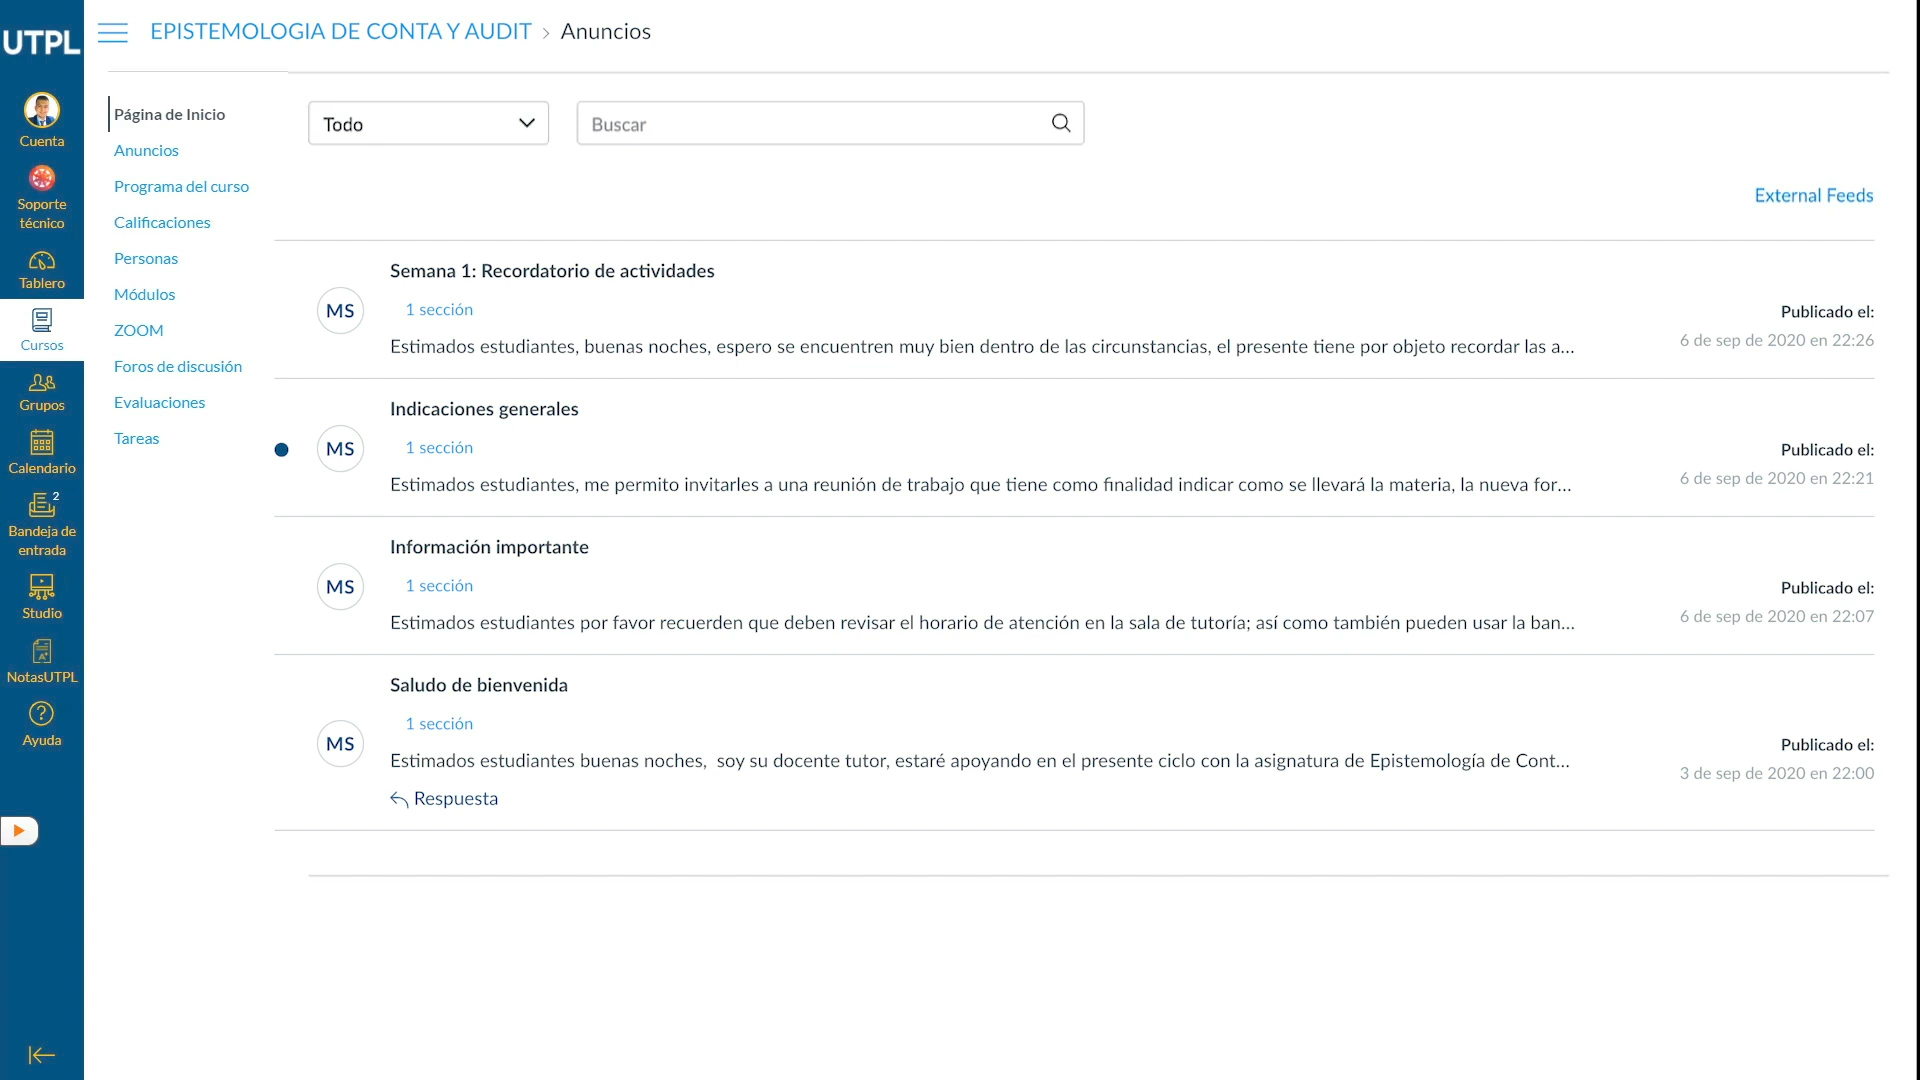 UTPL
EPISTEMOLOGIA DE CONTA Y AUDIT > Anuncios
Cuenta
Soporte
técnico
Tablero
Cursos
Grupos
Calendario
2
Bandeja de
entrada
Studio
NotasUTPL
Ayuda
Página de Inicio
Anuncios
Programa del curso
Calificaciones
Personas
Módulos
ZOOM
Foros de discusión
Evaluaciones
Tareas
Todo
Buscar
External Feeds
Semana 1: Recordatorio de actividades
MS
1 sección
Estimados estudiantes, buenas noches, espero se encuentren muy bien dentro de las circunstancias, el presente tiene por objeto recordar las a...
Publicado el:
6 de sep de 2020 en 22:26
Indicaciones generales
MS
1 sección
Estimados estudiantes, me permito invitarles a una reunión de trabajo que tiene como finalidad indicar como se llevará la materia, la nueva for...
Publicado el:
6 de sep de 2020 en 22:21
Información importante
MS
1 sección
Estimados estudiantes por favor recuerden que deben revisar el horario de atención en la sala de tutoría; así como también pueden usar la ban...
Publicado el:
6 de sep de 2020 en 22:07
Saludo de bienvenida
MS
1 sección
Estimados estudiantes buenas noches,  soy su docente tutor, estaré apoyando en el presente ciclo con la asignatura de Epistemología de Cont...
Publicado el:
3 de sep de 2020 en 22:00
Respuesta